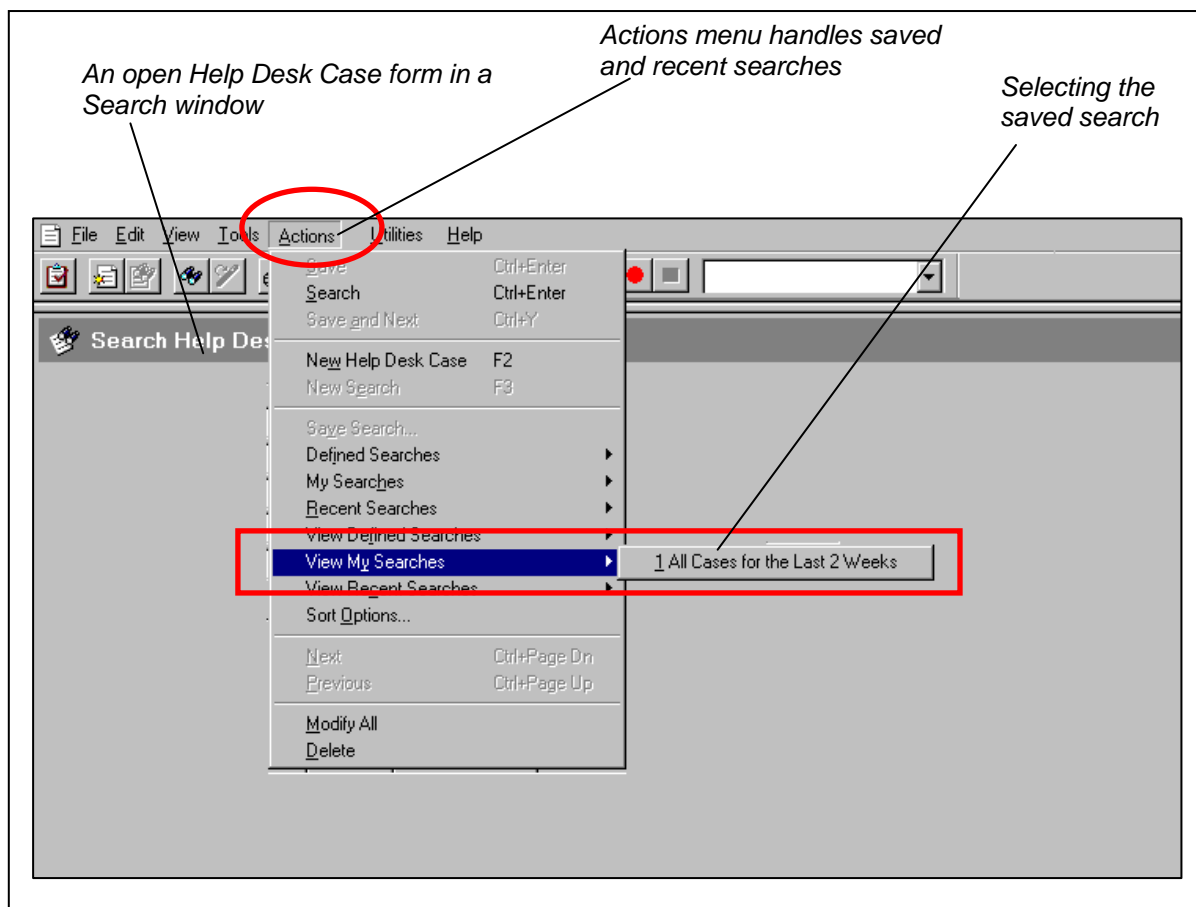 An open Help Desk Case form in a
Search window
Actions menu handles saved
and recent searches
Selecting the
saved search
File Edit View Tools Actions Utilities Help
Save Ctrl+Enter
Search Ctrl+Enter
Save and Next Ctrl+Y
Search Help Des
New Help Desk Case F2
New Search F3
Save Search...
Defined Searches
My Searches
Recent Searches
View Defined Searches
View My Searches
1 All Cases for the Last 2 Weeks
View Recent Searches
Sort Options...
Next Ctrl+Page Dn
Previous Ctrl+Page Up
Modify All
Delete